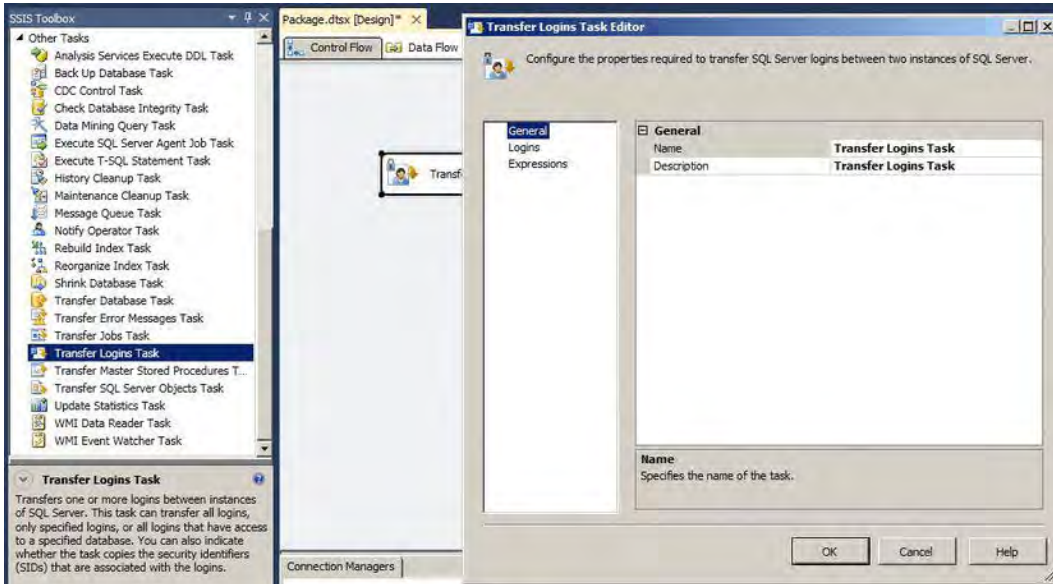 SSIS Toolbox
Other Tasks
Analysis Services Execute DDL Task
Back Up Database Task
CDC Control Task
Check Database Integrity Task
Data Mining Query Task
Execute SQL Server Agent Job Task
Execute T-SQL Statement Task
History Cleanup Task
Maintenance Cleanup Task
Message Queue Task
Notify Operator Task
Rebuild Index Task
Reorganize Index Task
Shrink Database Task
Transfer Database Task
Transfer Error Messages Task
Transfer Jobs Task
Transfer Logins Task
Transfer Master Stored Procedures T...
Transfer SQL Server Objects Task
Update Statistics Task
WMI Data Reader Task
WMI Event Watcher Task
Transfer Logins Task
Transfers one or more logins between instances
of SQL Server. This task can transfer all logins,
only specified logins, or all logins that have access
to a specified database. You can also indicate
whether the task copies the security identifiers
(SIDs) that are associated with the logins.
Package.dtsx [Design]*
Control Flow
Data Flow
Transf
Connection Managers
Transfer Logins Task Editor
Configure the properties required to transfer SQL Server logins between two instances of SQL Server.
General
Logins
Expressions
General
Name Transfer Logins Task
Description Transfer Logins Task
Name
Specifies the name of the task.
OK Cancel Help